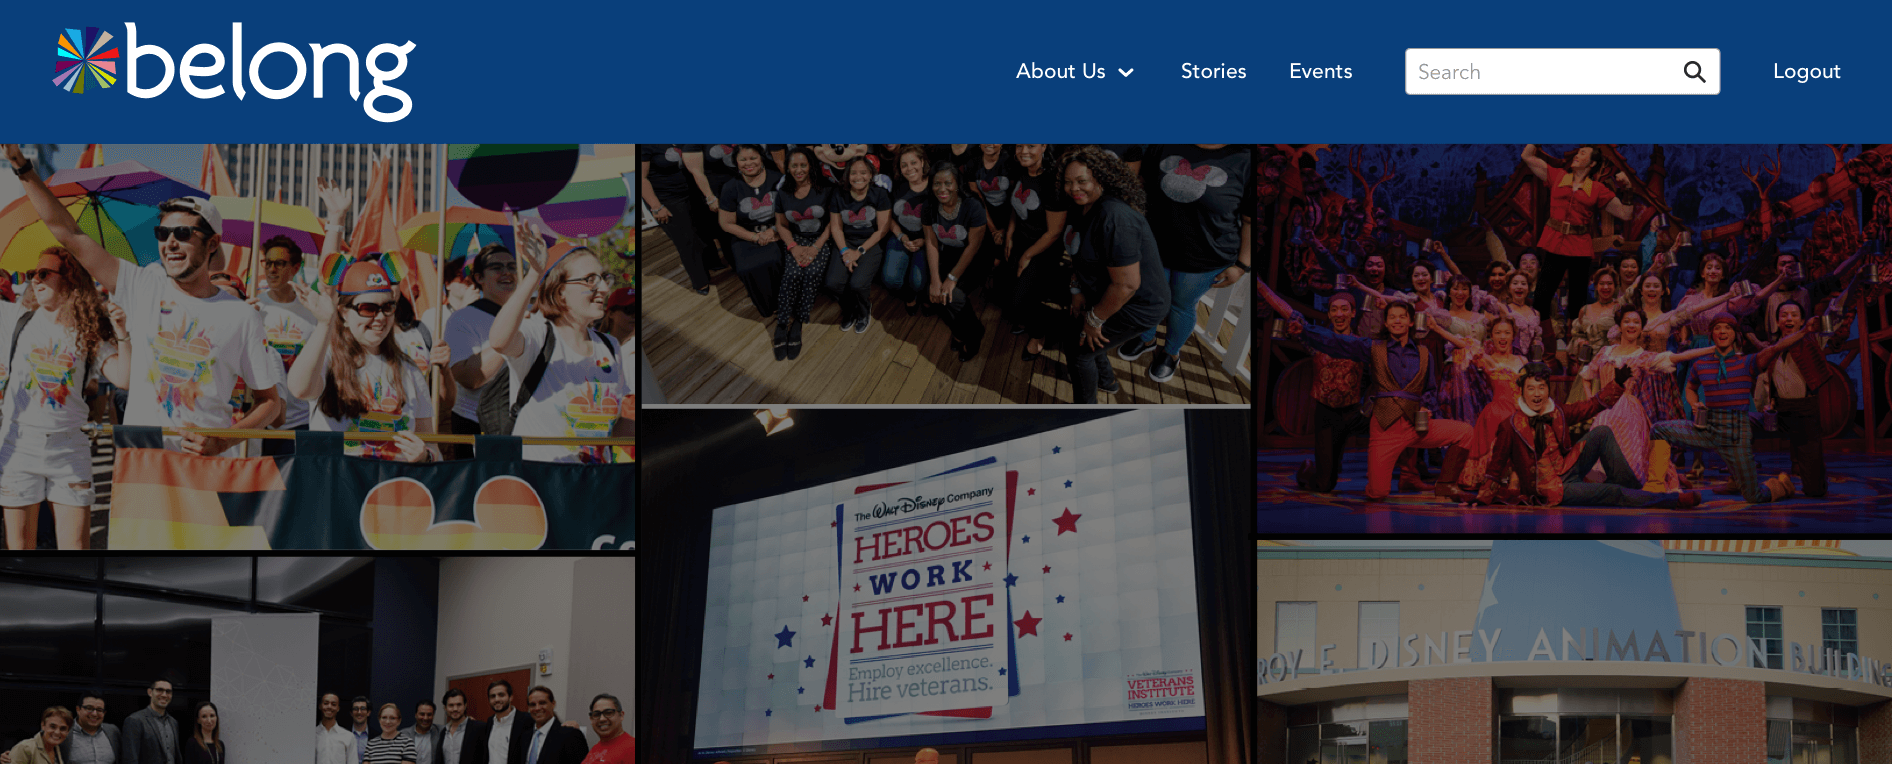 belong
About Us
Stories
Events
Search
Logout
The WALT DISNEY Company
HEROES
WORK
HERE
Employ excellence.
Hire veterans.
VETERANS
INSTITUTE
HEROES WORK HERE
ROY E. DISNEY ANIMATION BUILDING